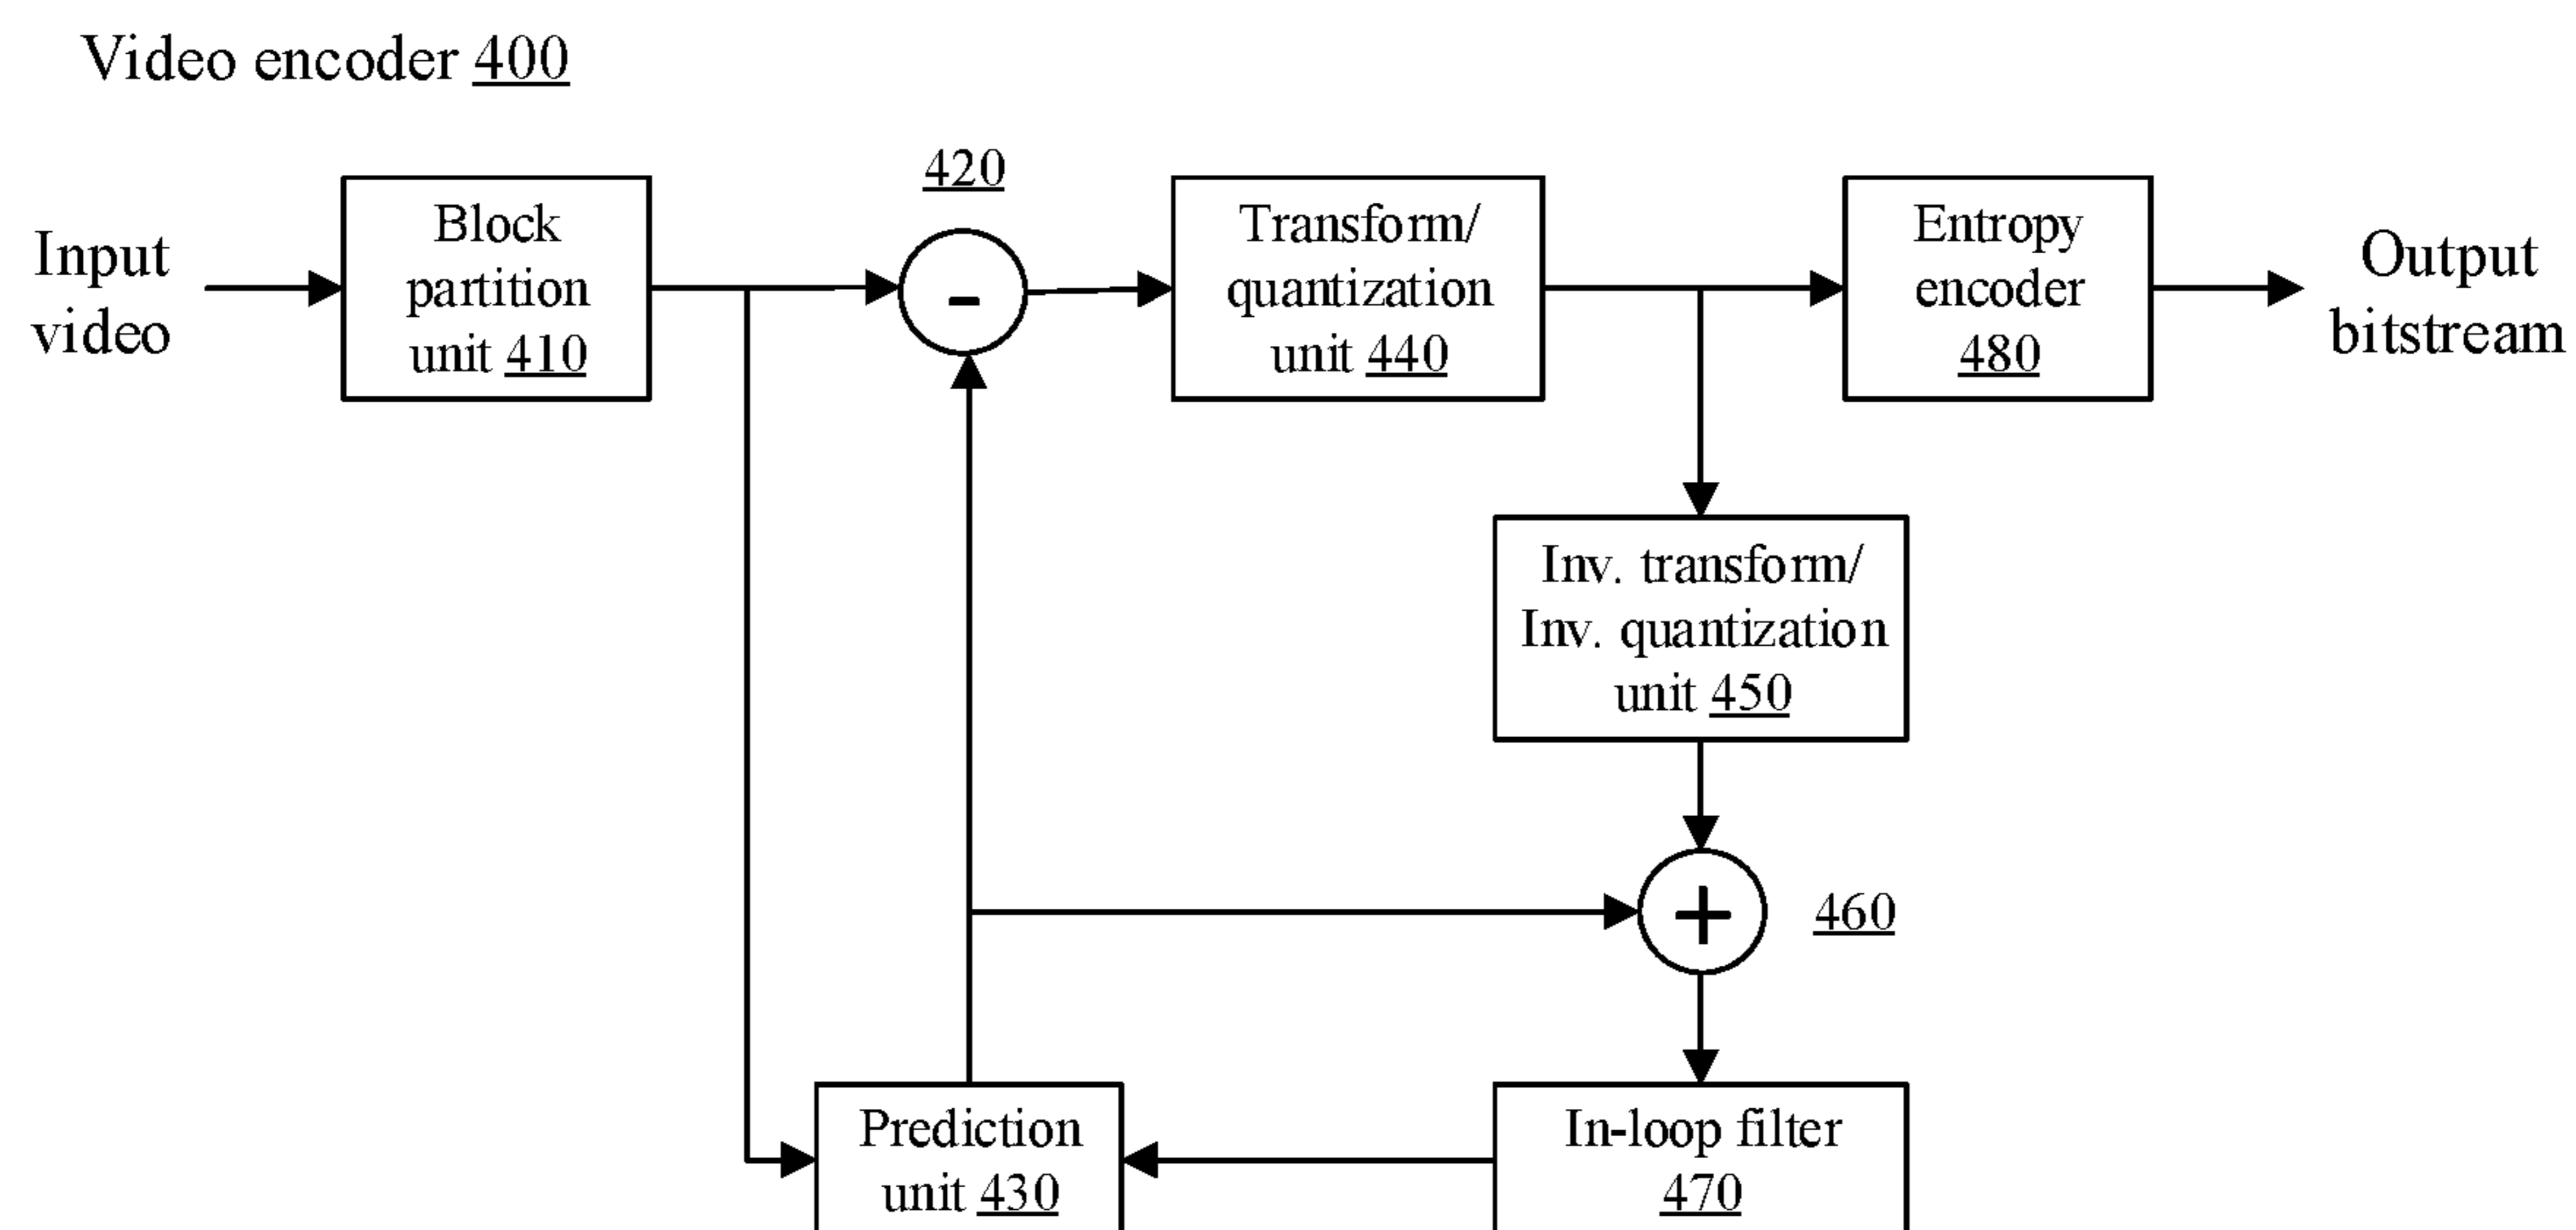 Video encoder 400
420
Input
video
Block
partition
unit 410
-
Transform/
quantization
unit 440
Entropy
encoder
480
Output
bitstream
Inv. transform/
Inv. quantization
unit 450
+
460
Prediction
unit 430
In-loop filter
470